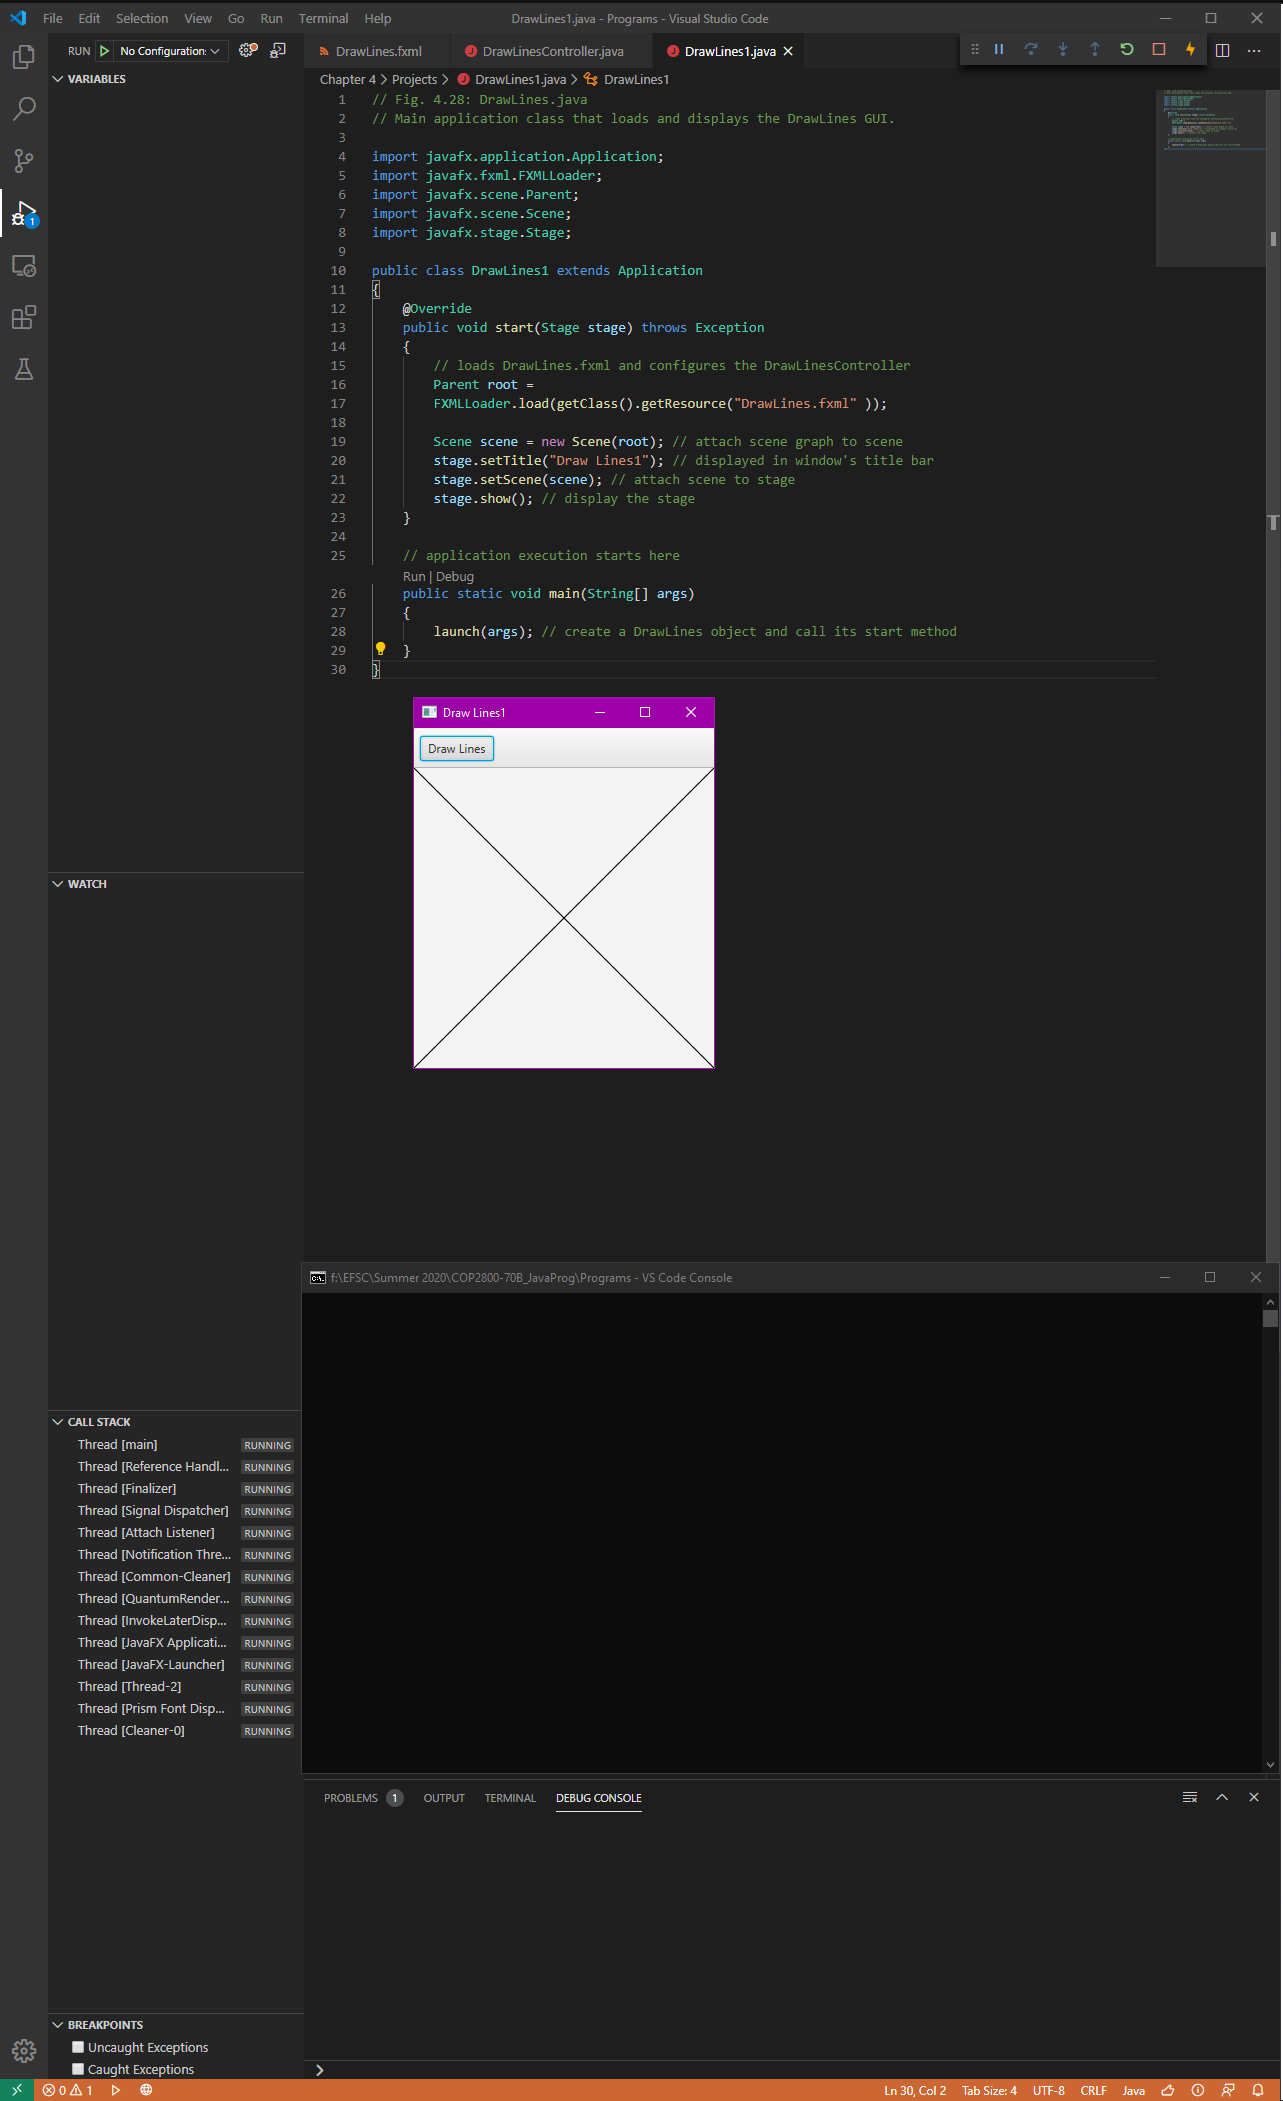 File Edit Selection View Go Run Terminal Help DrawLines1.java - Programs - Visual Studio Code
RUN No Configuration:
DrawLines.fxml DrawLinesController.java DrawLines1.java
VARIABLES
Chapter 4 > Projects > DrawLines1.java > DrawLines1
1 // Fig. 4.28: DrawLines.java
2 // Main application class that loads and displays the DrawLines GUI.
3
4 import javafx.application.Application;
5 import javafx.fxml.FXMLLoader;
6 import javafx.scene.Parent;
7 import javafx.scene.Scene;
8 import javafx.stage.Stage;
9
10 public class DrawLines1 extends Application
11 {
12 @Override
13 public void start(Stage stage) throws Exception
14 {
15 // loads DrawLines.fxml and configures the DrawLinesController
16 Parent root =
17 FXMLLoader.load(getClass().getResource("DrawLines.fxml" ));
18
19 Scene scene = new Scene(root); // attach scene graph to scene
20 stage.setTitle("Draw Lines1"); // displayed in window's title bar
21 stage.setScene(scene); // attach scene to stage
22 stage.show(); // display the stage
23 }
24
25 // application execution starts here
Run | Debug
26 public static void main(String[] args)
27 {
28 launch(args); // create a DrawLines object and call its start method
29 }
30 }
1
Draw Lines1
Draw Lines
WATCH
f:\EFSC\Summer 2020\COP2800-70B_JavaProg\Programs - VS Code Console
CALL STACK
Thread [main] RUNNING
Thread [Reference Handl... RUNNING
Thread [Finalizer] RUNNING
Thread [Signal Dispatcher] RUNNING
Thread [Attach Listener] RUNNING
Thread [Notification Thre... RUNNING
Thread [Common-Cleaner] RUNNING
Thread [QuantumRender... RUNNING
Thread [InvokeLaterDisp... RUNNING
Thread [JavaFX Applicati... RUNNING
Thread [JavaFX-Launcher] RUNNING
Thread [Thread-2] RUNNING
Thread [Prism Font Disp... RUNNING
Thread [Cleaner-0] RUNNING
PROBLEMS 1 OUTPUT TERMINAL DEBUG CONSOLE
BREAKPOINTS
Uncaught Exceptions
Caught Exceptions
0 1 Ln 30, Col 2 Tab Size: 4 UTF-8 CRLF Java